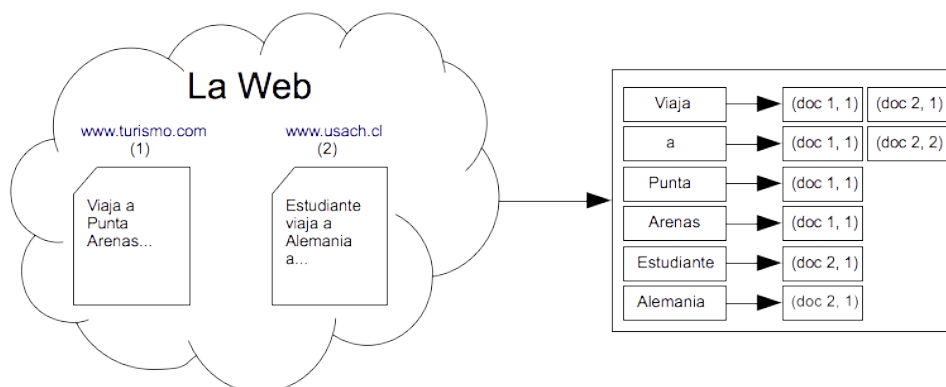 La Web
www.turismo.com
(1)
Viaja a
Punta
Arenas...
www.usach.cl
(2)
Estudiante
viaja a
Alemania
a...
Viaja (doc 1, 1) (doc 2, 1)
a (doc 1, 1) (doc 2, 2)
Punta (doc 1, 1)
Arenas (doc 1, 1)
Estudiante (doc 2, 1)
Alemania (doc 2, 1)